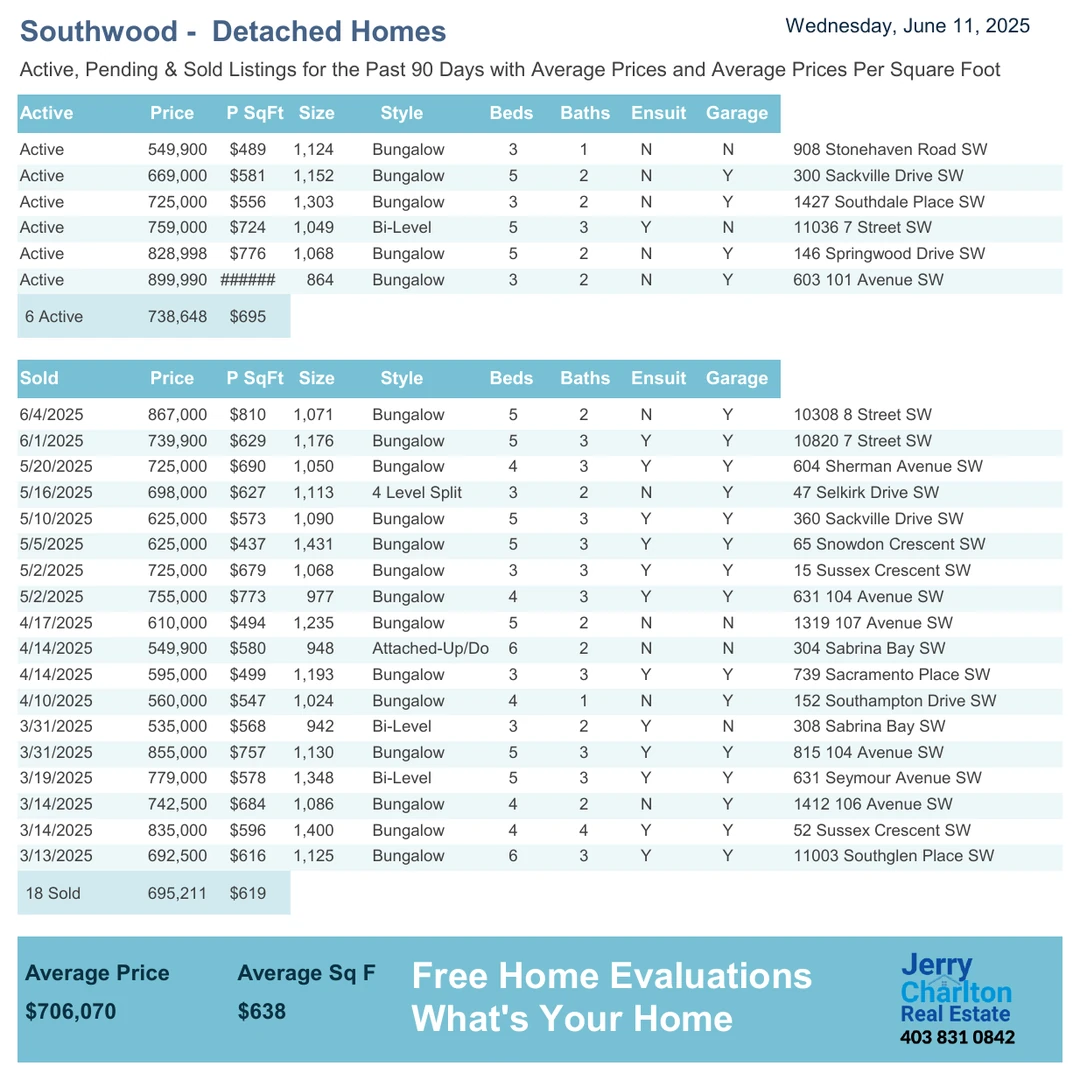 Southwood - Detached Homes
Wednesday, June 11, 2025
Active, Pending & Sold Listings for the Past 90 Days with Average Prices and Average Prices Per Square Foot
Active Price P SqFt Size Style Beds Baths Ensuit Garage
Active 549,900 $489 1,124 Bungalow 3 1 N N 908 Stonehaven Road SW
Active 669,000 $581 1,152 Bungalow 5 2 N Y 300 Sackville Drive SW
Active 725,000 $556 1,303 Bungalow 3 2 N Y 1427 Southdale Place SW
Active 759,000 $724 1,049 Bi-Level 5 3 Y N 11036 7 Street SW
Active 828,998 $776 1,068 Bungalow 5 2 N Y 146 Springwood Drive SW
Active 899,990 ###### 864 Bungalow 3 2 N Y 603 101 Avenue SW
6 Active 738,648 $695
Sold Price P SqFt Size Style Beds Baths Ensuit Garage
6/4/2025 867,000 $810 1,071 Bungalow 5 2 N Y 10308 8 Street SW
6/1/2025 739,900 $629 1,176 Bungalow 5 3 Y Y 10820 7 Street SW
5/20/2025 725,000 $690 1,050 Bungalow 4 3 Y Y 604 Sherman Avenue SW
5/16/2025 698,000 $627 1,113 4 Level Split 3 2 N Y 47 Selkirk Drive SW
5/10/2025 625,000 $573 1,090 Bungalow 5 3 Y Y 360 Sackville Drive SW
5/5/2025 625,000 $437 1,431 Bungalow 5 3 Y Y 65 Snowdon Crescent SW
5/2/2025 725,000 $679 1,068 Bungalow 3 3 Y Y 15 Sussex Crescent SW
5/2/2025 755,000 $773 977 Bungalow 4 3 Y Y 631 104 Avenue SW
4/17/2025 610,000 $494 1,235 Bungalow 5 2 N N 1319 107 Avenue SW
4/14/2025 549,900 $580 948 Attached-Up/Do 6 2 N N 304 Sabrina Bay SW
4/14/2025 595,000 $499 1,193 Bungalow 3 3 Y Y 739 Sacramento Place SW
4/10/2025 560,000 $547 1,024 Bungalow 4 1 N Y 152 Southampton Drive SW
3/31/2025 535,000 $568 942 Bi-Level 3 2 Y N 308 Sabrina Bay SW
3/31/2025 855,000 $757 1,130 Bungalow 5 3 Y Y 815 104 Avenue SW
3/19/2025 779,000 $578 1,348 Bi-Level 5 3 Y Y 631 Seymour Avenue SW
3/14/2025 742,500 $684 1,086 Bungalow 4 2 N Y 1412 106 Avenue SW
3/14/2025 835,000 $596 1,400 Bungalow 4 4 Y Y 52 Sussex Crescent SW
3/13/2025 692,500 $616 1,125 Bungalow 6 3 Y Y 11003 Southglen Place SW
18 Sold 695,211 $619
Average Price Average Sq F
$706,070 $638
Free Home Evaluations
What's Your Home
Jerry
Charlton
Real Estate
403 831 0842